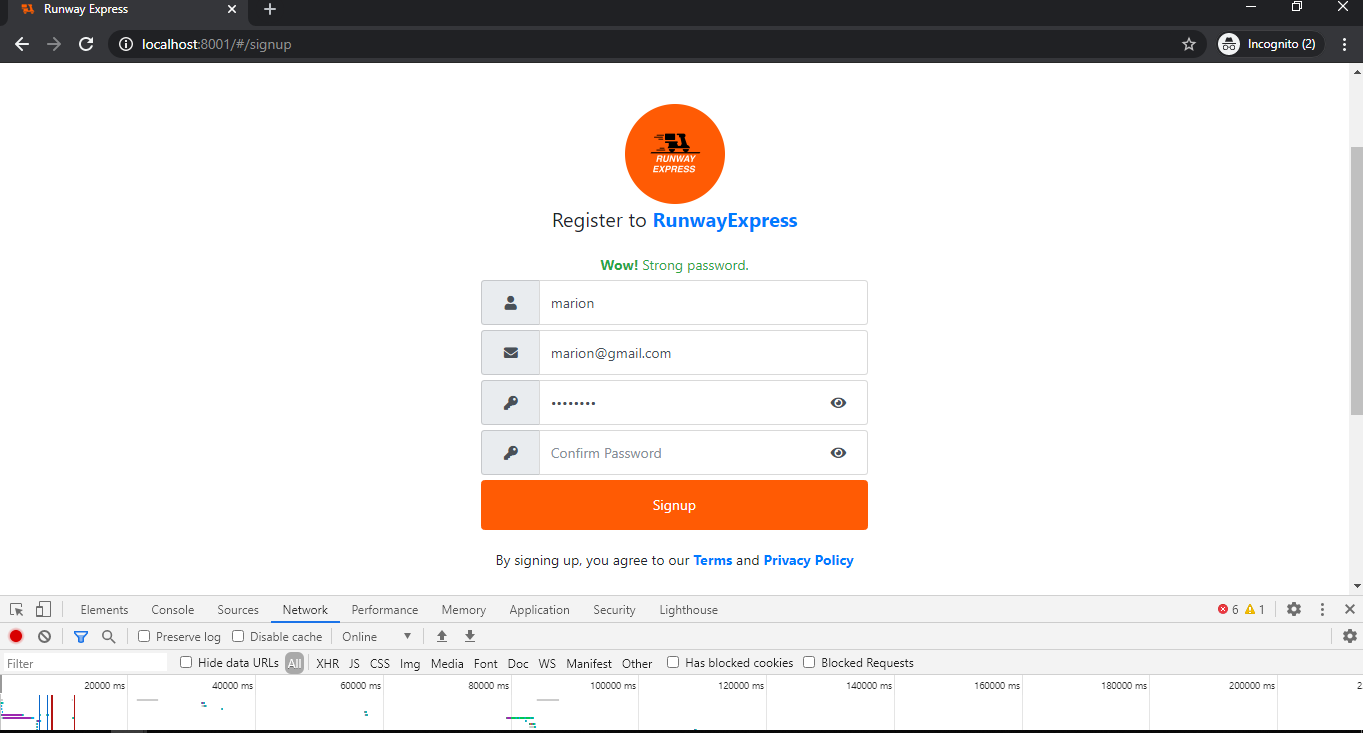 Runway Express
localhost:8001/#/signup
Incognito (2)
RUNWAY
EXPRESS
Register to RunwayExpress
Wow! Strong password.
marion
marion@gmail.com
••••••••
Confirm Password
Signup
By signing up, you agree to our Terms and Privacy Policy
Elements Console Sources Network Performance Memory Application Security Lighthouse 6 1
Preserve log Disable cache Online
Filter Hide data URLs All XHR JS CSS Img Media Font Doc WS Manifest Other Has blocked cookies Blocked Requests
20000 ms 40000 ms 60000 ms 80000 ms 100000 ms 120000 ms 140000 ms 160000 ms 180000 ms 200000 ms 2